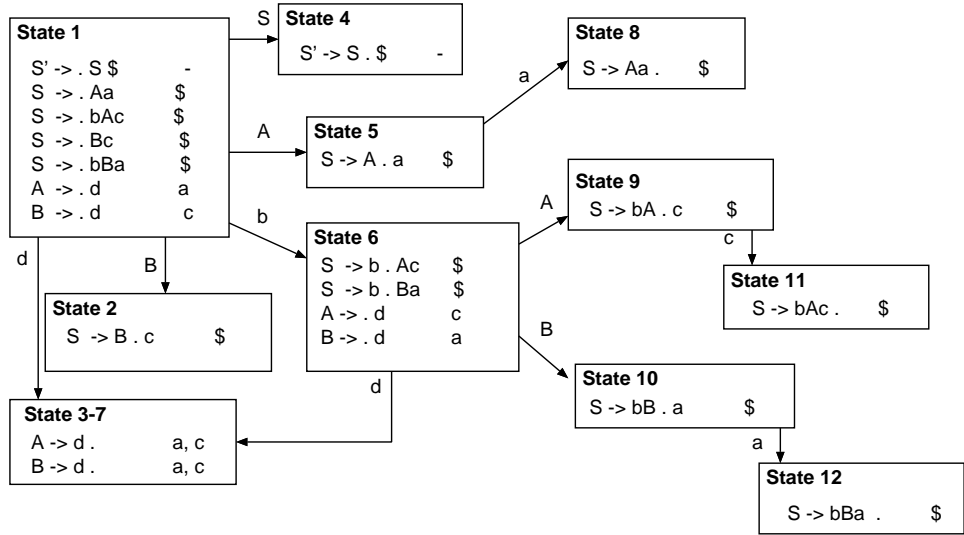 State 1
S' -> . S $ -
S -> . Aa $
S -> . bAc $
S -> . Bc $
S -> . bBa $
A -> . d a
B -> . d c
S
State 4
S' -> S . $ -
A
State 5
S -> A . a $
a
State 8
S -> Aa . $
b
State 6
S -> b . Ac $
S -> b . Ba $
A -> . d c
B -> . d a
A
State 9
S -> bA . c $
c
State 11
S -> bAc . $
B
State 10
S -> bB . a $
a
State 12
S -> bBa . $
B
State 2
S -> B . c $
d
d
State 3-7
A -> d . a, c
B -> d . a, c